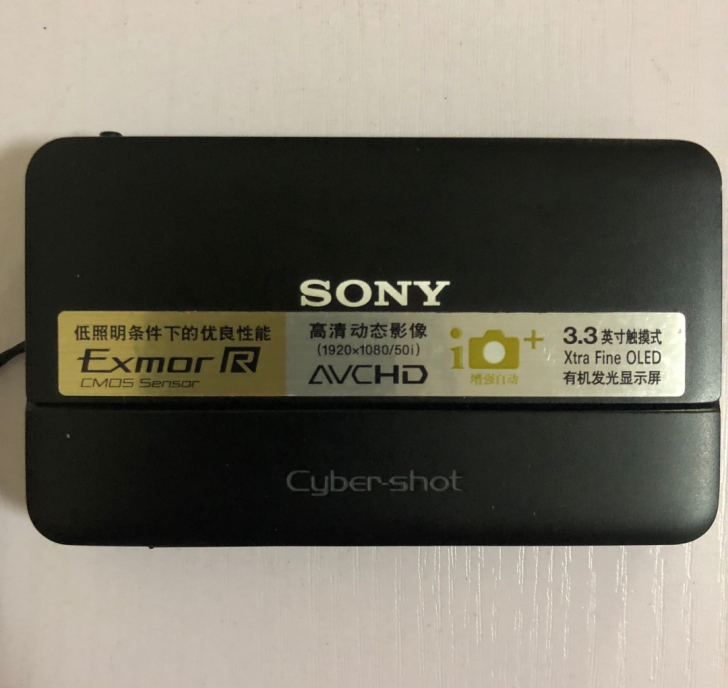 SONY
低照明条件下的优良性能
Exmor R
CMOS Sensor
高清动态影像
(1920×1080/50i)
AVCHD
i+
增强自动
3.3英寸触摸式
Xtra Fine OLED
有机发光显示屏
Cyber-shot